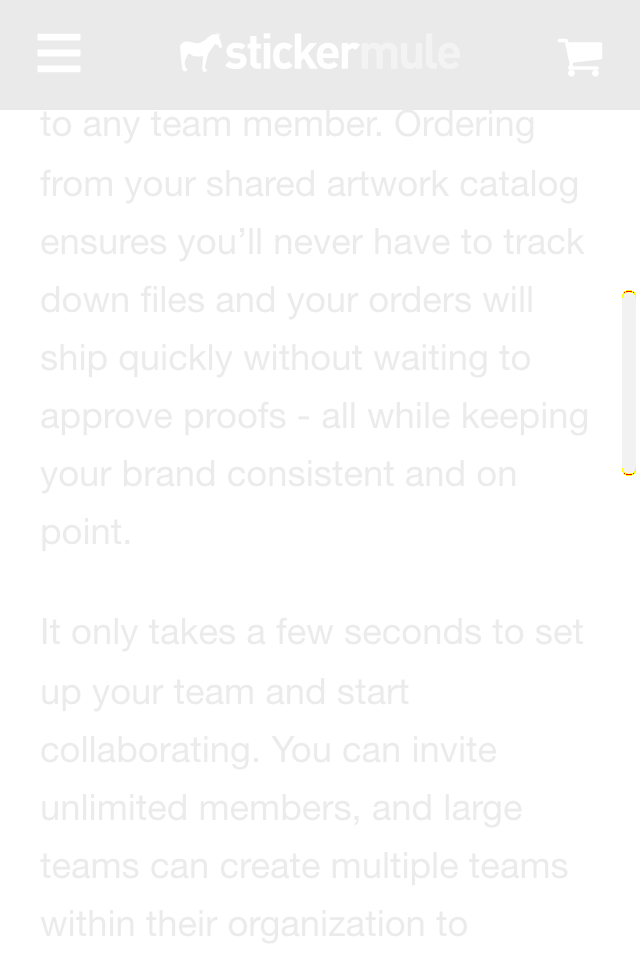 stickermule
to any team member. Ordering
from your shared artwork catalog
ensures you’ll never have to track
down files and your orders will
ship quickly without waiting to
approve proofs - all while keeping
your brand consistent and on
point.
It only takes a few seconds to set
up your team and start
collaborating. You can invite
unlimited members, and large
teams can create multiple teams
within their organization to